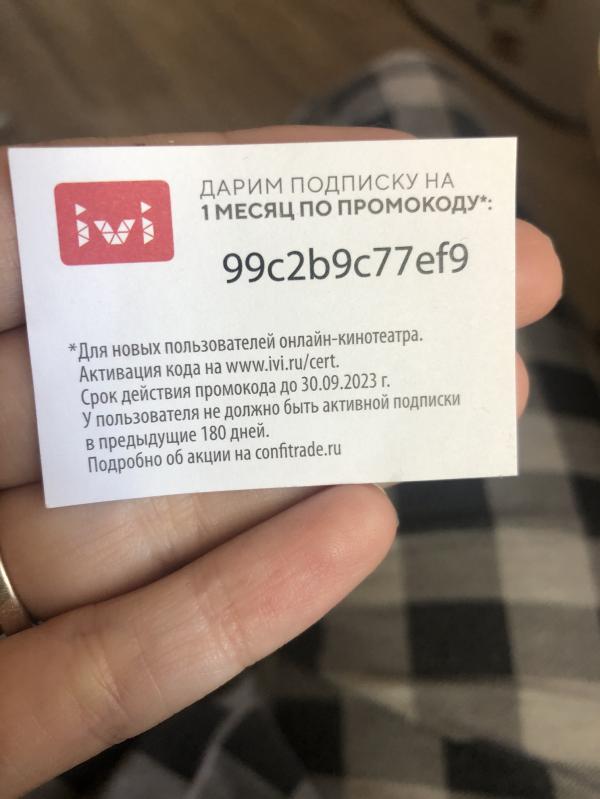 ivi
ДАРИМ ПОДПИСКУ НА
1 МЕСЯЦ ПО ПРОМОКОДУ*:
99c2b9c77ef9
*Для новых пользователей онлайн-кинотеатра.
Активация кода на www.ivi.ru/cert.
Срок действия промокода до 30.09.2023 г.
У пользователя не должно быть активной подписки
в предыдущие 180 дней.
Подробно об акции на confitrade.ru